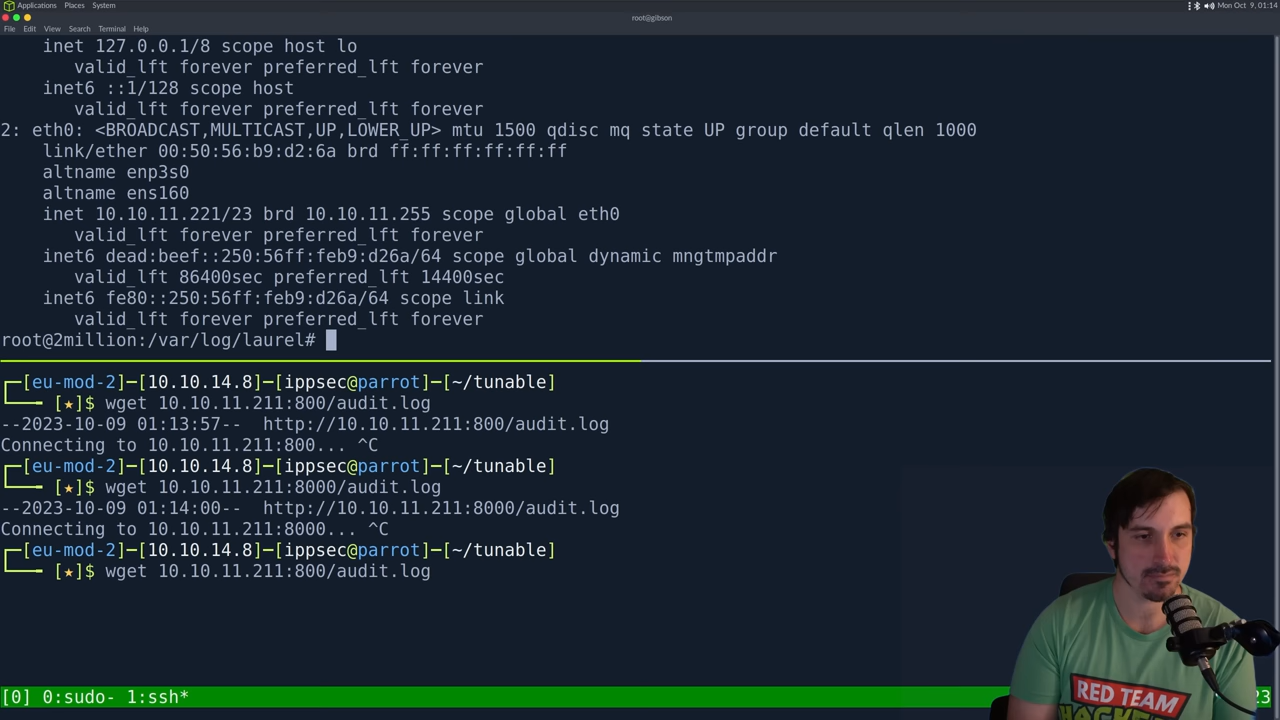 Applications Places System
Mon Oct 9, 01:14
root@gibson
File Edit View Search Terminal Help
inet 127.0.0.1/8 scope host lo
valid_lft forever preferred_lft forever
inet6 ::1/128 scope host
valid_lft forever preferred_lft forever
2: eth0: <BROADCAST,MULTICAST,UP,LOWER_UP> mtu 1500 qdisc mq state UP group default qlen 1000
link/ether 00:50:56:b9:d2:6a brd ff:ff:ff:ff:ff:ff
altname enp3s0
altname ens160
inet 10.10.11.221/23 brd 10.10.11.255 scope global eth0
valid_lft forever preferred_lft forever
inet6 dead:beef::250:56ff:feb9:d26a/64 scope global dynamic mngtmpaddr
valid_lft 86400sec preferred_lft 14400sec
inet6 fe80::250:56ff:feb9:d26a/64 scope link
valid_lft forever preferred_lft forever
root@2million:/var/log/laurel#
┌─[eu-mod-2]─[10.10.14.8]─[ippsec@parrot]─[~/tunable]
└──╼ [★]$ wget 10.10.11.211:800/audit.log
--2023-10-09 01:13:57--  http://10.10.11.211:800/audit.log
Connecting to 10.10.11.211:800... ^C
┌─[eu-mod-2]─[10.10.14.8]─[ippsec@parrot]─[~/tunable]
└──╼ [★]$ wget 10.10.11.211:8000/audit.log
--2023-10-09 01:14:00--  http://10.10.11.211:8000/audit.log
Connecting to 10.10.11.211:8000... ^C
┌─[eu-mod-2]─[10.10.14.8]─[ippsec@parrot]─[~/tunable]
└──╼ [★]$ wget 10.10.11.211:800/audit.log
RED TEAM
[0] 0:sudo- 1:ssh*
23